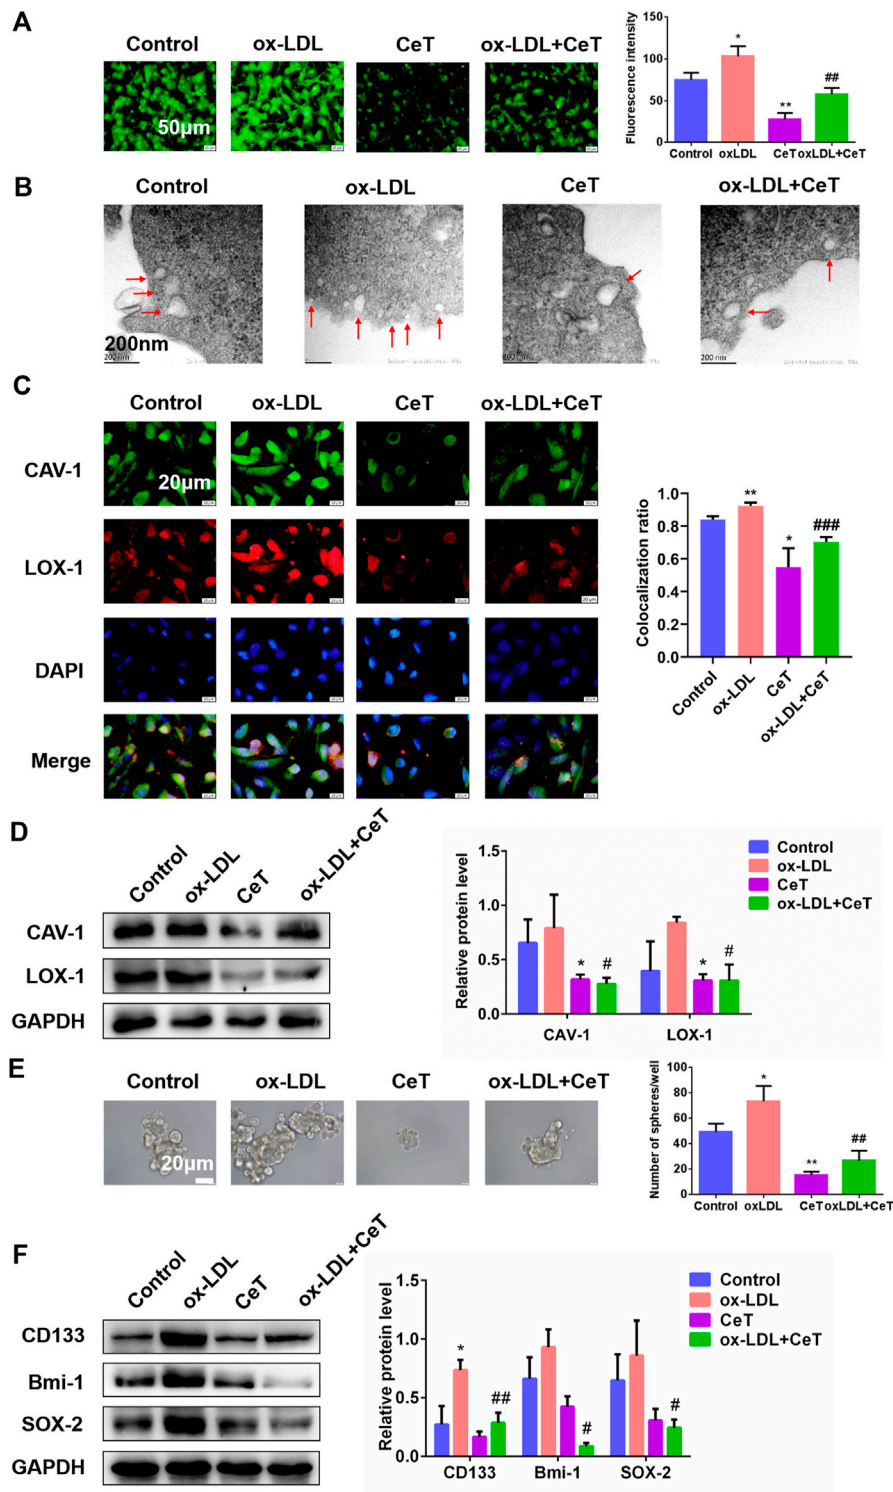 A
Control
ox-LDL
CeT
ox-LDL+CeT
50μm
Fluorescence intensity
150
100
50
0
*
**
##
Control
oxLDL
CeT
oxLDL+CeT
B
Control
ox-LDL
CeT
ox-LDL+CeT
200nm
200 nm
200 nm
200 nm
C
Control
ox-LDL
CeT
ox-LDL+CeT
CAV-1
20μm
LOX-1
DAPI
Merge
Colocalization ratio
1.0
0.8
0.6
0.4
0.2
0.0
**
*
###
Control
ox-LDL
CeT
ox-LDL+CeT
D
Control
ox-LDL
CeT
ox-LDL+CeT
CAV-1
LOX-1
GAPDH
Relative protein level
1.5
1.0
0.5
0.0
*
#
*
#
CAV-1
LOX-1
Control
ox-LDL
CeT
ox-LDL+CeT
E
Control
ox-LDL
CeT
ox-LDL+CeT
20μm
Number of spheres/well
100
80
60
40
20
0
*
**
##
Control
oxLDL
CeT
oxLDL+CeT
F
Control
ox-LDL
CeT
ox-LDL+CeT
CD133
Bmi-1
SOX-2
GAPDH
Relative protein level
1.5
1.0
0.5
0.0
*
##
#
#
CD133
Bmi-1
SOX-2
Control
ox-LDL
CeT
ox-LDL+CeT